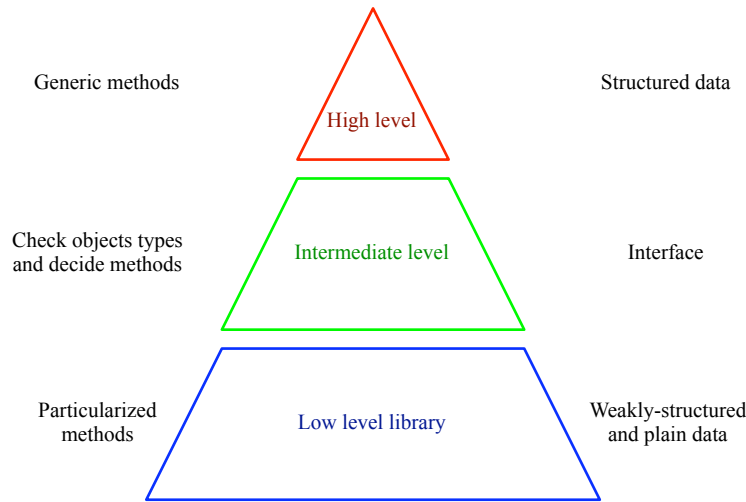 Generic methods
High level
Structured data
Check objects types
and decide methods
Intermediate level
Interface
Particularized
methods
Low level library
Weakly-structured
and plain data